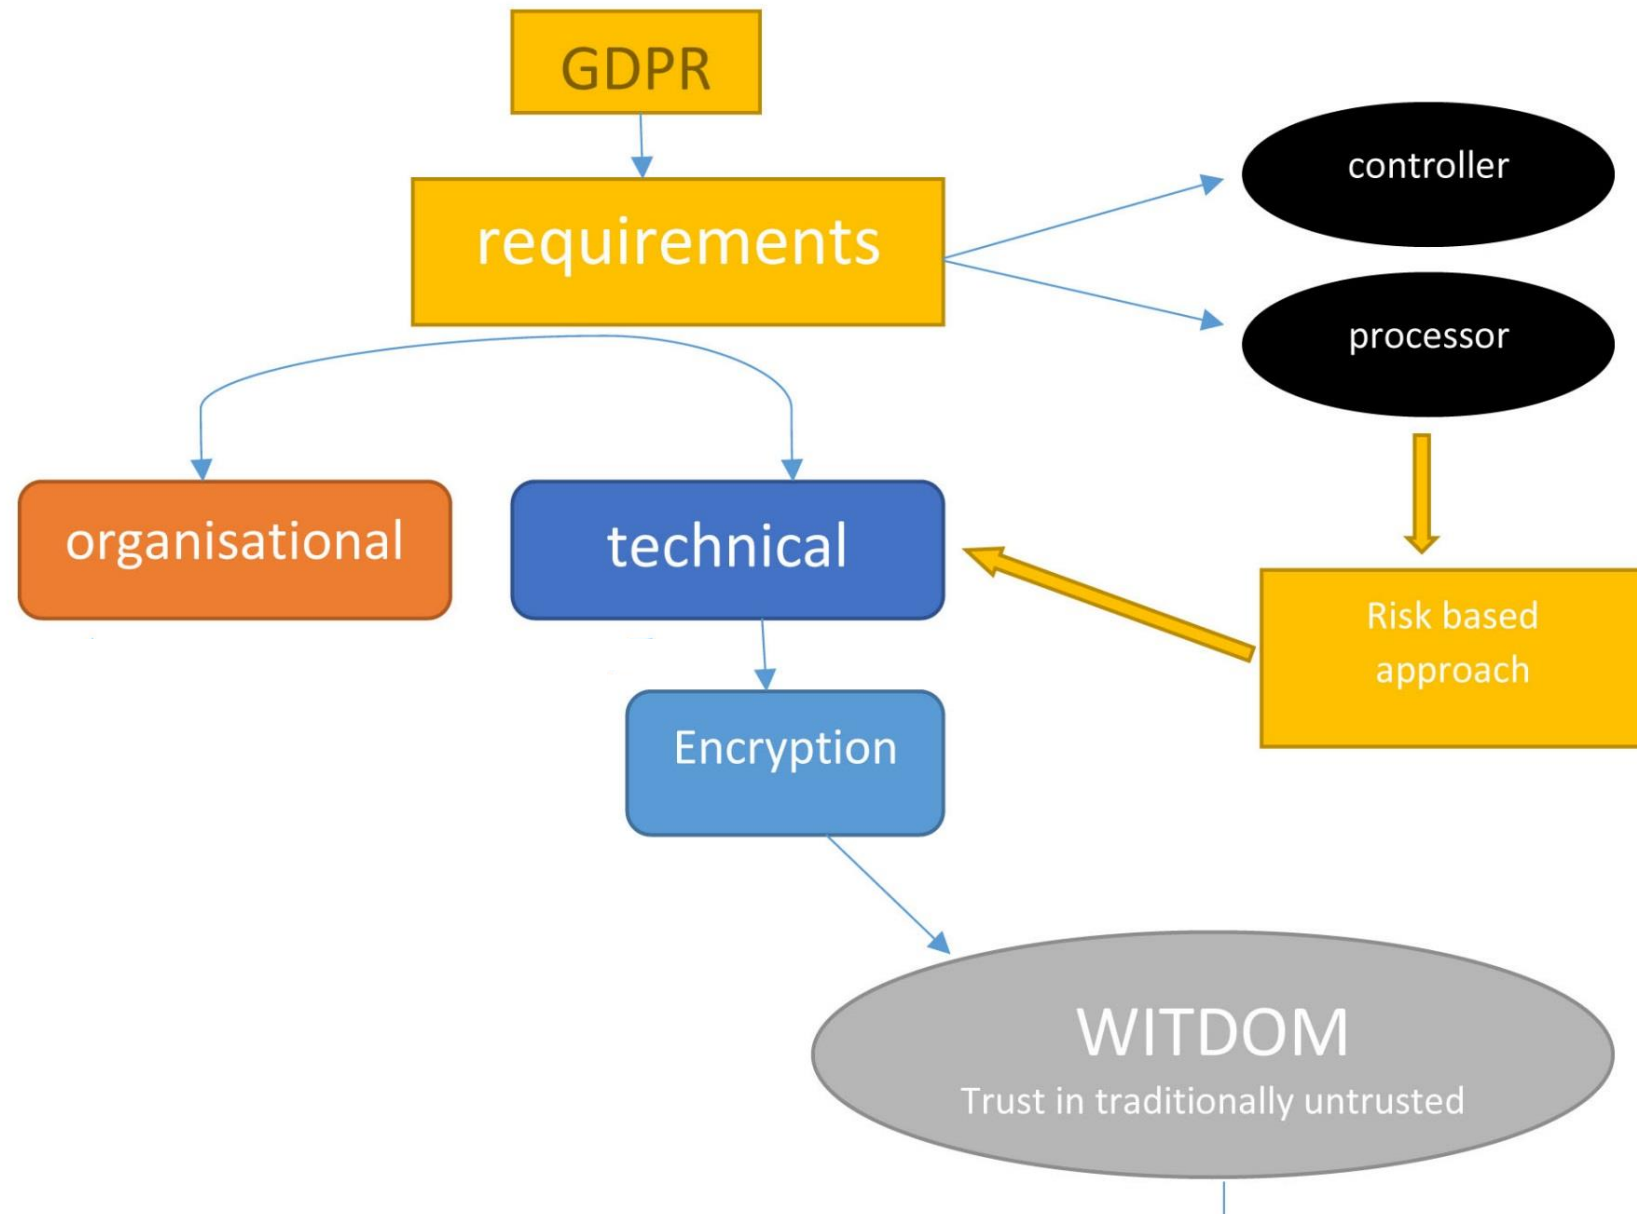 GDPR
requirements
controller
processor
organisational
technical
Risk based
approach
Encryption
WITDOM
Trust in traditionally untrusted